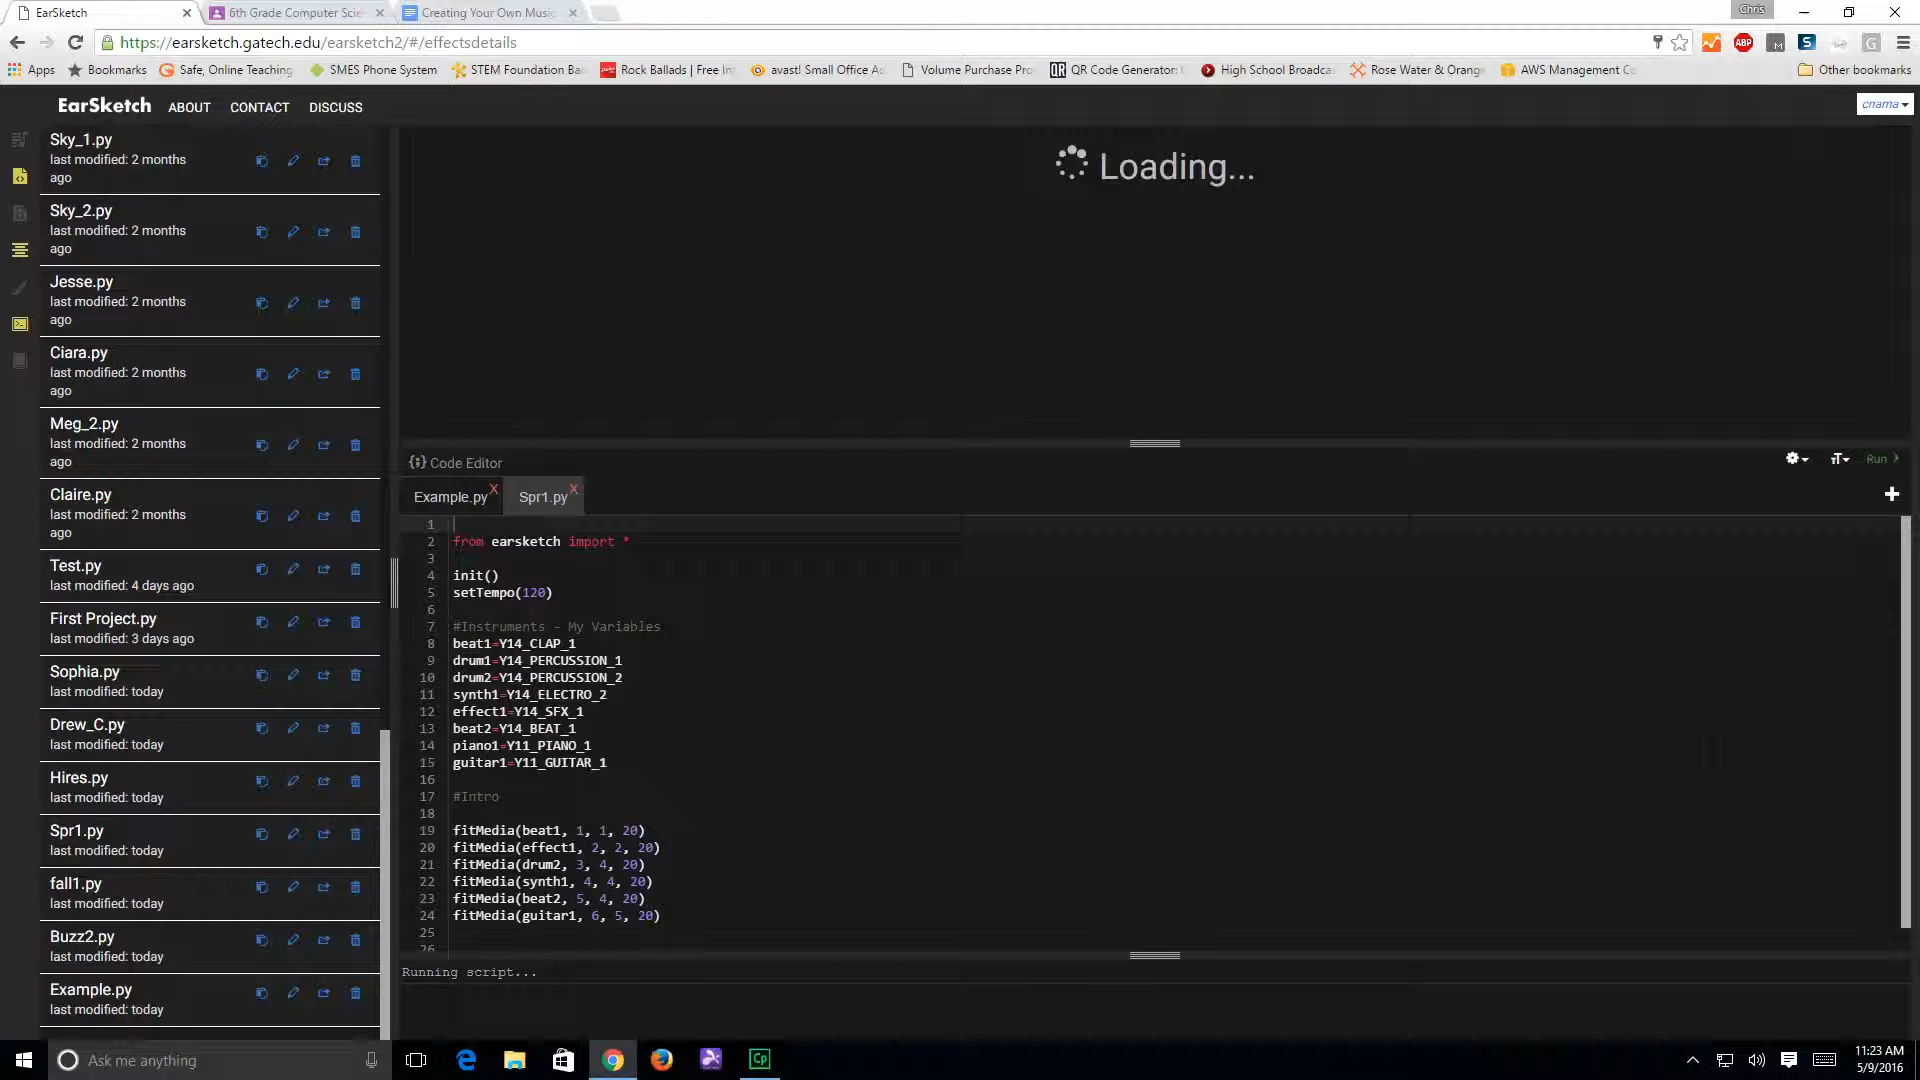 EarSketch
6th Grade Computer Scie
Creating Your Own Music
Chris
https://earsketch.gatech.edu/earsketch2/#/effectsdetails
Apps
Bookmarks
Safe, Online Teaching
SMES Phone System
STEM Foundation Ba
Rock Ballads | Free In
avast! Small Office Ac
Volume Purchase Pro
QR Code Generator:
High School Broadca
Rose Water & Orang
AWS Management Co
Other bookmarks
EarSketch
ABOUT
CONTACT
DISCUSS
cnama
Sky_1.py
last modified: 2 months
ago
Sky_2.py
last modified: 2 months
ago
Jesse.py
last modified: 2 months
ago
Ciara.py
last modified: 2 months
ago
Meg_2.py
last modified: 2 months
ago
Claire.py
last modified: 2 months
ago
Test.py
last modified: 4 days ago
First Project.py
last modified: 3 days ago
Sophia.py
last modified: today
Drew_C.py
last modified: today
Hires.py
last modified: today
Spr1.py
last modified: today
fall1.py
last modified: today
Buzz2.py
last modified: today
Example.py
last modified: today
Loading...
Code Editor
Run
Example.py X
Spr1.py X
1
2 from earsketch import *
3
4 init()
5 setTempo(120)
6
7 #Instruments - My Variables
8 beat1=Y14_CLAP_1
9 drum1=Y14_PERCUSSION_1
10 drum2=Y14_PERCUSSION_2
11 synth1=Y14_ELECTRO_2
12 effect1=Y14_SFX_1
13 beat2=Y14_BEAT_1
14 piano1=Y11_PIANO_1
15 guitar1=Y11_GUITAR_1
16
17 #Intro
18
19 fitMedia(beat1, 1, 1, 20)
20 fitMedia(effect1, 2, 2, 20)
21 fitMedia(drum2, 3, 4, 20)
22 fitMedia(synth1, 4, 4, 20)
23 fitMedia(beat2, 5, 4, 20)
24 fitMedia(guitar1, 6, 5, 20)
25
26
Running script...
Ask me anything
11:23 AM
5/9/2016